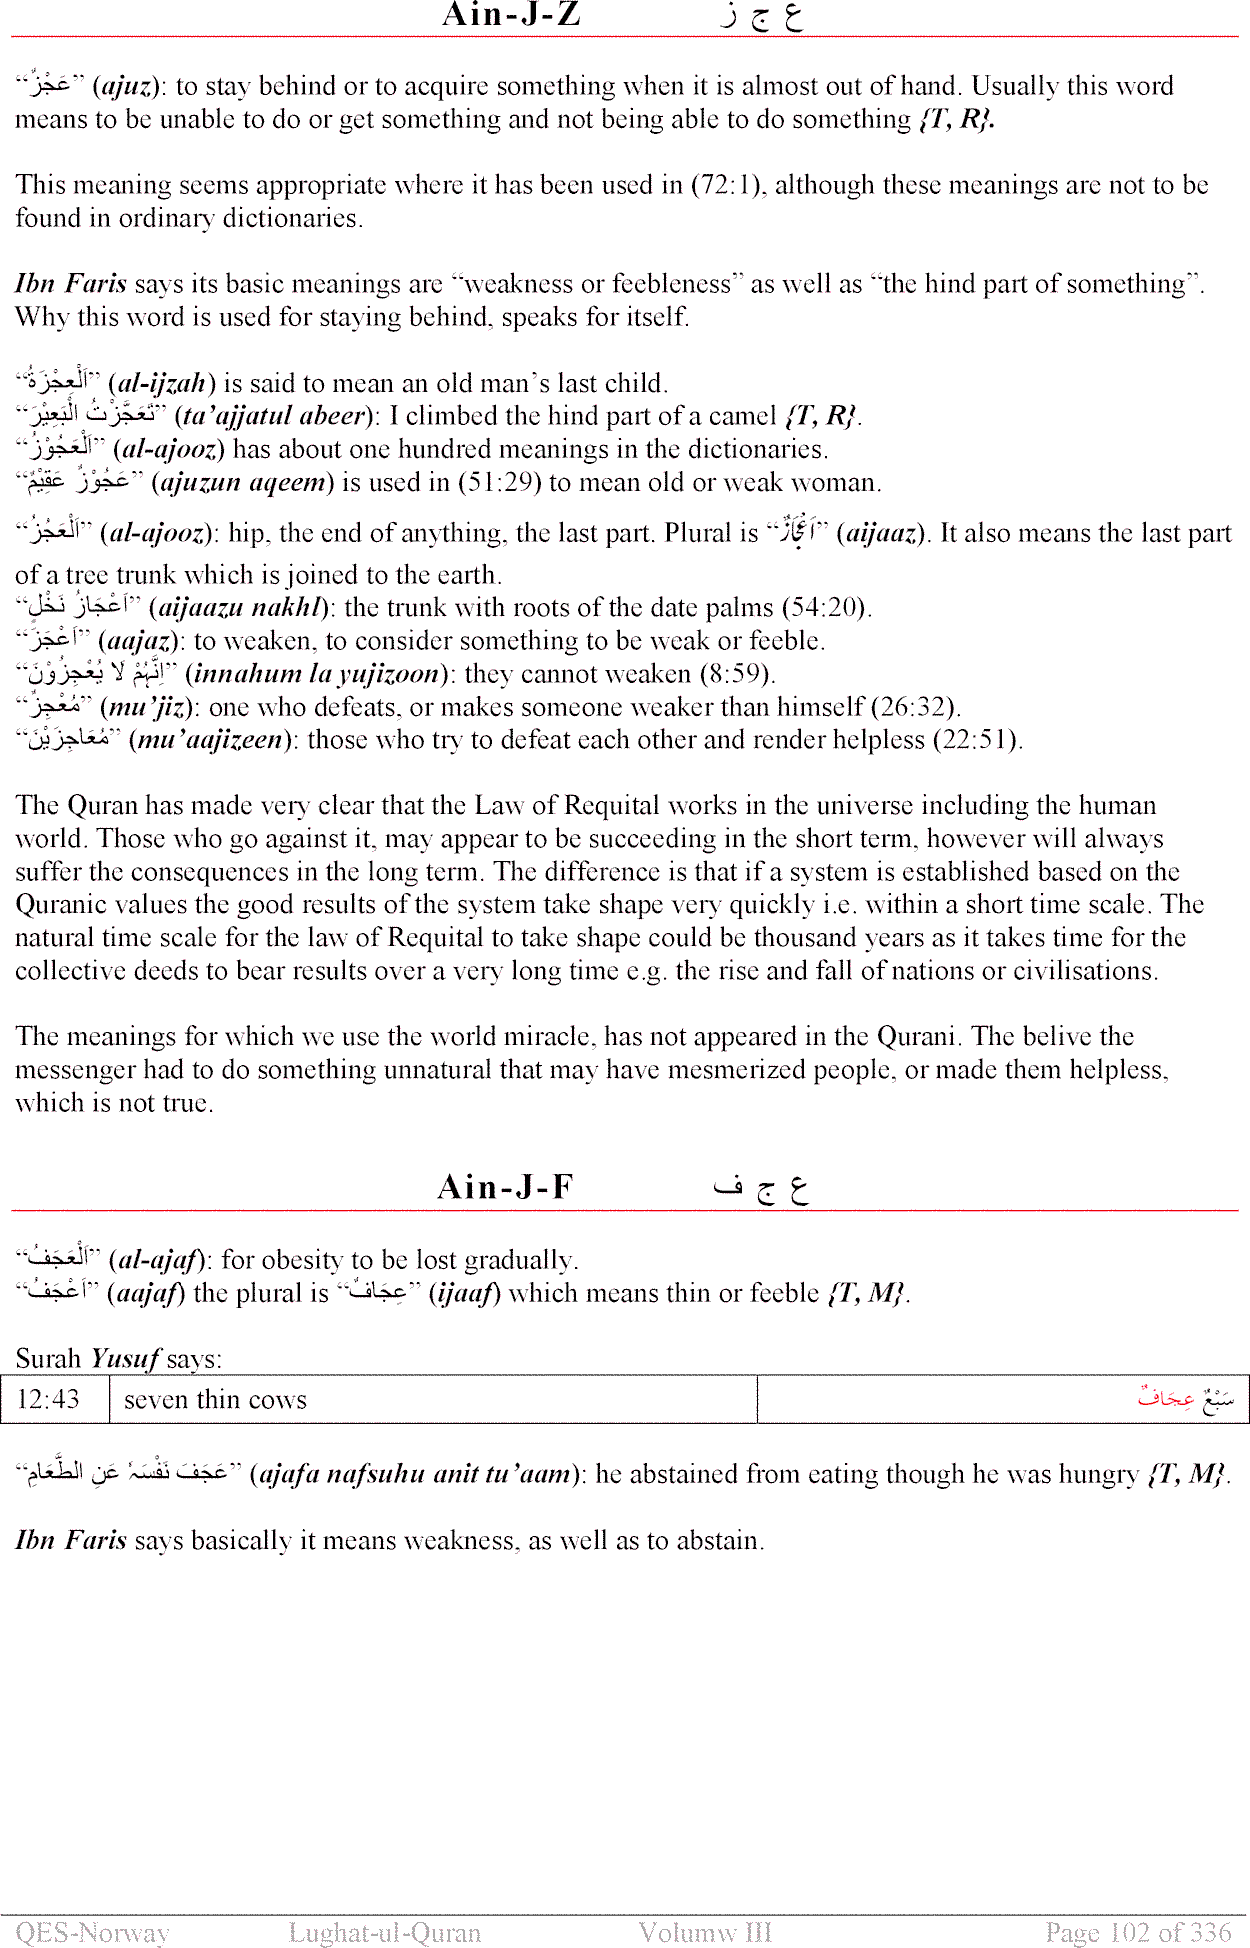 Ain-J-Z ع ج ز
“عَجْزٌ” (ajuz): to stay behind or to acquire something when it is almost out of hand. Usually this word
means to be unable to do or get something and not being able to do something {T, R}.
This meaning seems appropriate where it has been used in (72:1), although these meanings are not to be
found in ordinary dictionaries.
Ibn Faris says its basic meanings are “weakness or feebleness” as well as “the hind part of something”.
Why this word is used for staying behind, speaks for itself.
“اَلْعِجْزَةُ” (al-ijzah) is said to mean an old man’s last child.
“تَعَجَّزْتُ الْبَعِيْرَ” (ta’ajjatul abeer): I climbed the hind part of a camel {T, R}.
“اَلْعَجُوْزُ” (al-ajooz) has about one hundred meanings in the dictionaries.
“عَجُوْزٌ عَقِيْمٌ” (ajuzun aqeem) is used in (51:29) to mean old or weak woman.
“اَلْعَجُزُ” (al-ajooz): hip, the end of anything, the last part. Plural is “اَعْجَازٌ” (aijaaz). It also means the last part
of a tree trunk which is joined to the earth.
“اَعْجَازُ نَخْلٍ” (aijaazu nakhl): the trunk with roots of the date palms (54:20).
“اَعْجَزَ” (aajaz): to weaken, to consider something to be weak or feeble.
“اِنَّہُمْ لَا يُعْجِزُوْنَ” (innahum la yujizoon): they cannot weaken (8:59).
“مُعْجِزٌ” (mu’jiz): one who defeats, or makes someone weaker than himself (26:32).
“مُعَاجِزِيْنَ” (mu’aajizeen): those who try to defeat each other and render helpless (22:51).
The Quran has made very clear that the Law of Requital works in the universe including the human
world. Those who go against it, may appear to be succeeding in the short term, however will always
suffer the consequences in the long term. The difference is that if a system is established based on the
Quranic values the good results of the system take shape very quickly i.e. within a short time scale. The
natural time scale for the law of Requital to take shape could be thousand years as it takes time for the
collective deeds to bear results over a very long time e.g. the rise and fall of nations or civilisations.
The meanings for which we use the world miracle, has not appeared in the Qurani. The belive the
messenger had to do something unnatural that may have mesmerized people, or made them helpless,
which is not true.
Ain-J-F ع ج ف
“اَلْعَجَفُ” (al-ajaf): for obesity to be lost gradually.
“اَعْجَفُ” (aajaf) the plural is “عِجَافٌ” (ijaaf) which means thin or feeble {T, M}.
Surah Yusuf says:
12:43 seven thin cows سَبْعٌ عِجَافٌ
“عَجَفَ نَفْسَہُ عَنِ الطَّعَامِ” (ajafa nafsuhu anit tu’aam): he abstained from eating though he was hungry {T, M}.
Ibn Faris says basically it means weakness, as well as to abstain.
QES-Norway Lughat-ul-Quran Volumw III Page 102 of 336